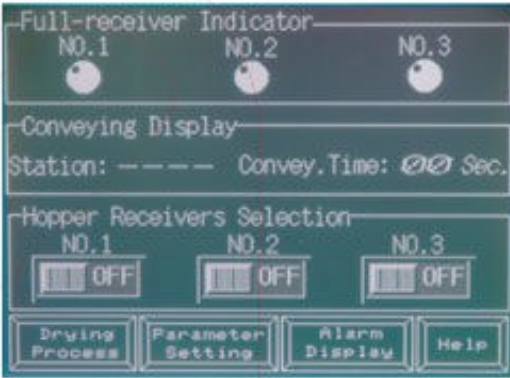 Full-receiver Indicator
NO.1 NO.2 NO.3
Conveying Display
Station: ---- Convey.Time: 00 Sec.
Hopper Receivers Selection
NO.1 NO.2 NO.3
OFF OFF OFF
Drying Process Parameter Setting Alarm Display Help